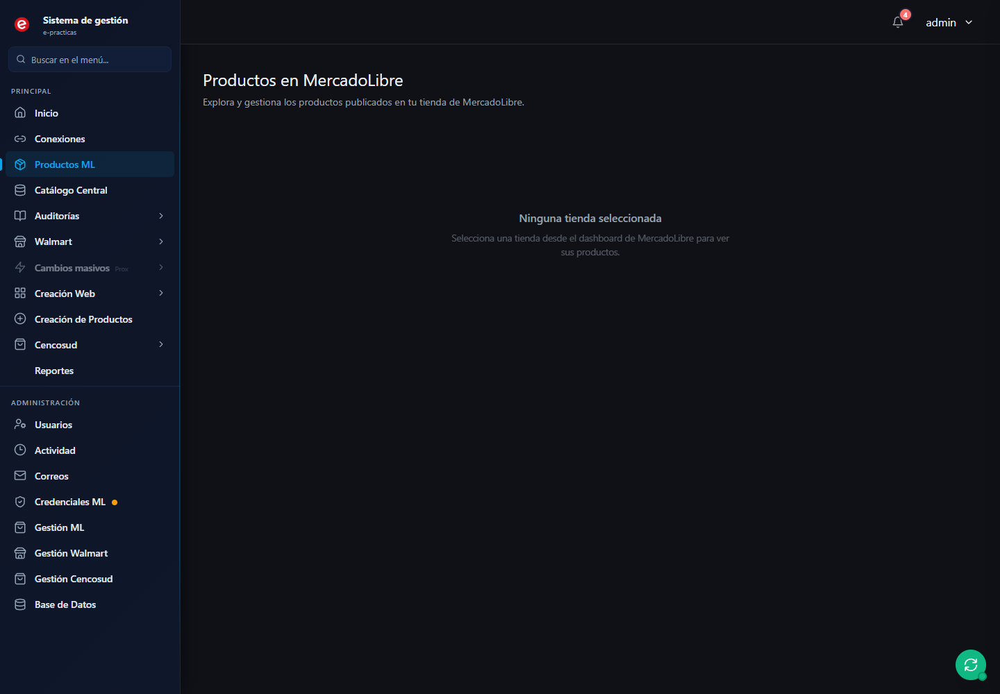 Sistema de gestión
e-practicas
Buscar en el menú...
PRINCIPAL
Inicio
Conexiones
Productos ML
Catálogo Central
Auditorías
Walmart
Cambios masivos Prox
Creación Web
Creación de Productos
Cencosud
Reportes
ADMINISTRACIÓN
Usuarios
Actividad
Correos
Credenciales ML
Gestión ML
Gestión Walmart
Gestión Cencosud
Base de Datos
4
admin
Productos en MercadoLibre
Explora y gestiona los productos publicados en tu tienda de MercadoLibre.
Ninguna tienda seleccionada
Selecciona una tienda desde el dashboard de MercadoLibre para ver
sus productos.